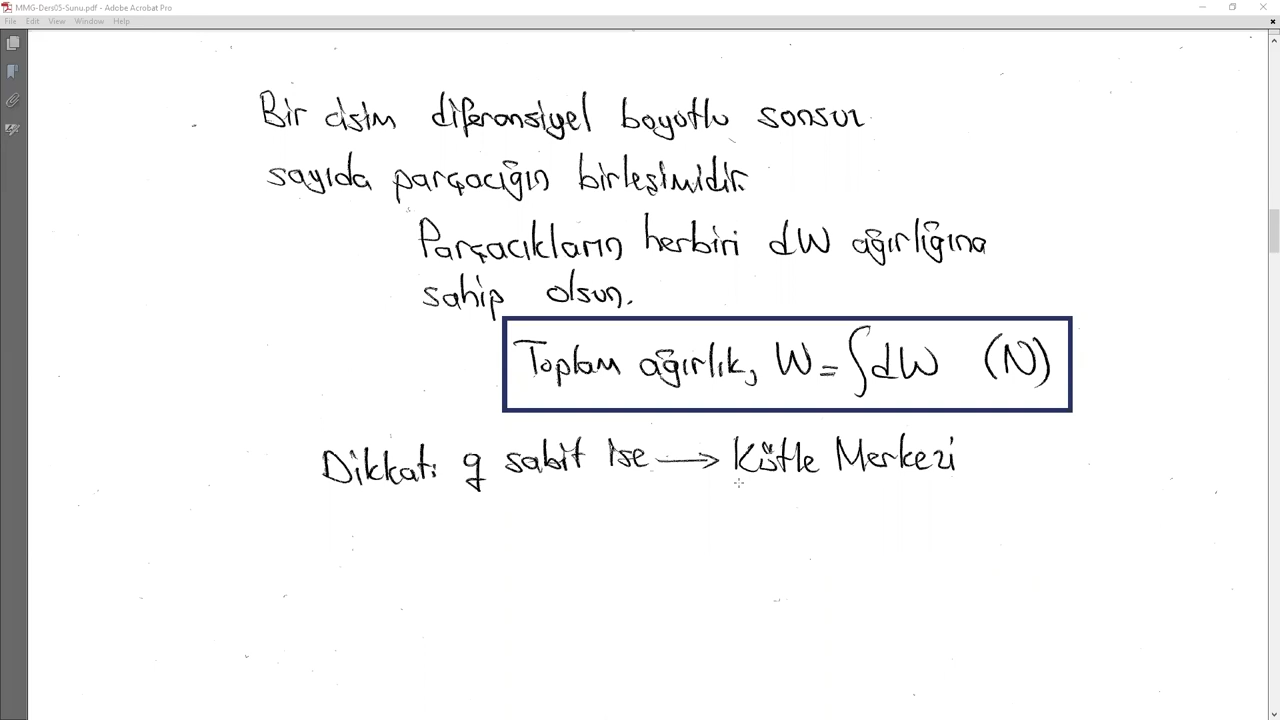 MMG-Ders05-Sunu.pdf - Adobe Acrobat Pro
File Edit View Window Help
Bir cisim diferansiyel boyutlu sonsuz
sayıda parçacığın birleşimidir.
Parçacıkların herbiri dW ağırlığına
sahip olsun.
Toplam ağırlık, W = ∫dW (N)
Dikkat: g sabit ise → Kütle Merkezi